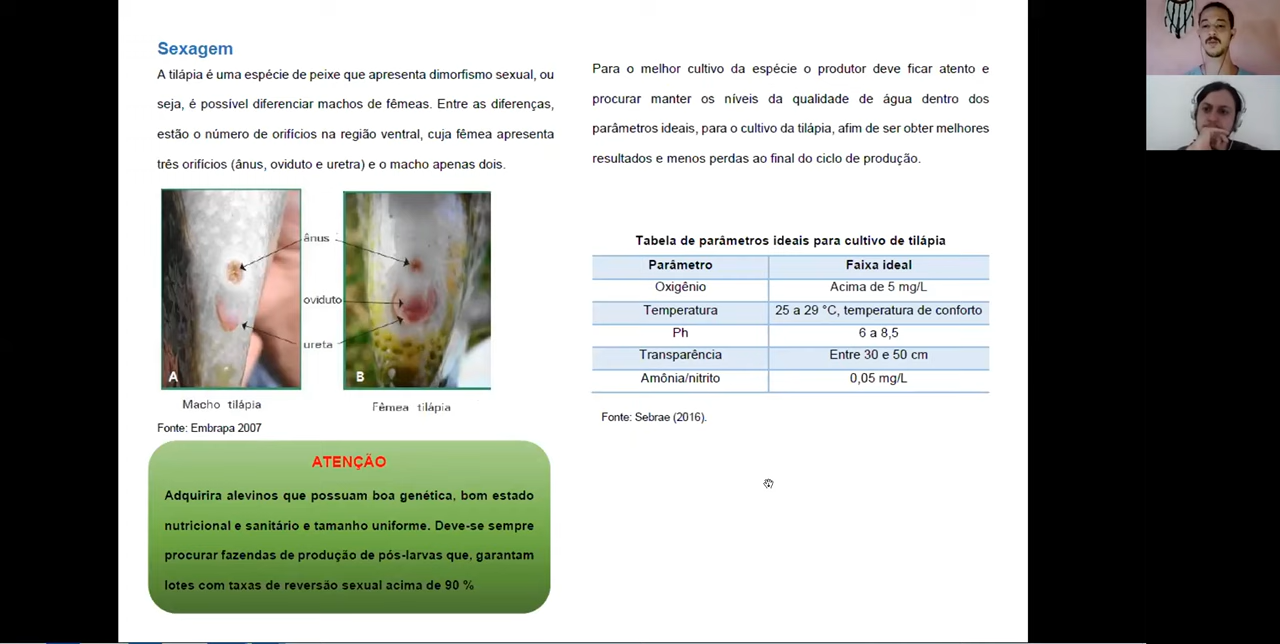 Sexagem
A tilápia é uma espécie de peixe que apresenta dimorfismo sexual, ou
seja, é possível diferenciar machos de fêmeas. Entre as diferenças,
estão o número de orifícios na região ventral, cuja fêmea apresenta
três orifícios (ânus, oviduto e uretra) e o macho apenas dois.
ânus
oviduto
ureta
A
B
Macho tilápia
Fêmea tilápia
Fonte: Embrapa 2007
ATENÇÃO
Adquirira alevinos que possuam boa genética, bom estado
nutricional e sanitário e tamanho uniforme. Deve-se sempre
procurar fazendas de produção de pós-larvas que, garantam
lotes com taxas de reversão sexual acima de 90 %
Para o melhor cultivo da espécie o produtor deve ficar atento e
procurar manter os níveis da qualidade de água dentro dos
parâmetros ideais, para o cultivo da tilápia, afim de ser obter melhores
resultados e menos perdas ao final do ciclo de produção.
Tabela de parâmetros ideais para cultivo de tilápia
Parâmetro Faixa ideal
Oxigênio Acima de 5 mg/L
Temperatura 25 a 29 °C, temperatura de conforto
Ph 6 a 8,5
Transparência Entre 30 e 50 cm
Amônia/nitrito 0,05 mg/L
Fonte: Sebrae (2016).